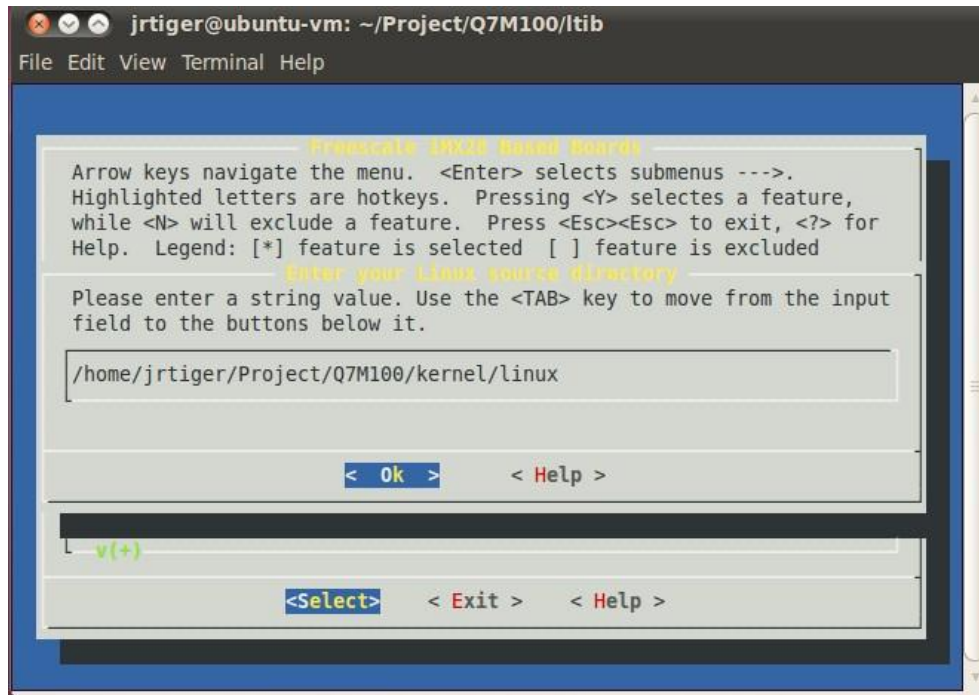 jrtiger@ubuntu-vm: ~/Project/Q7M100/ltib
File Edit View Terminal Help
Freescale iMX28 Based Boards
Arrow keys navigate the menu. <Enter> selects submenus --->.
Highlighted letters are hotkeys. Pressing <Y> selectes a feature,
while <N> will exclude a feature. Press <Esc><Esc> to exit, <?> for
Help. Legend: [*] feature is selected [ ] feature is excluded
Enter your Linux source directory
Please enter a string value. Use the <TAB> key to move from the input
field to the buttons below it.
/home/jrtiger/Project/Q7M100/kernel/linux
< Ok > < Help >
v(+)
<Select> < Exit > < Help >